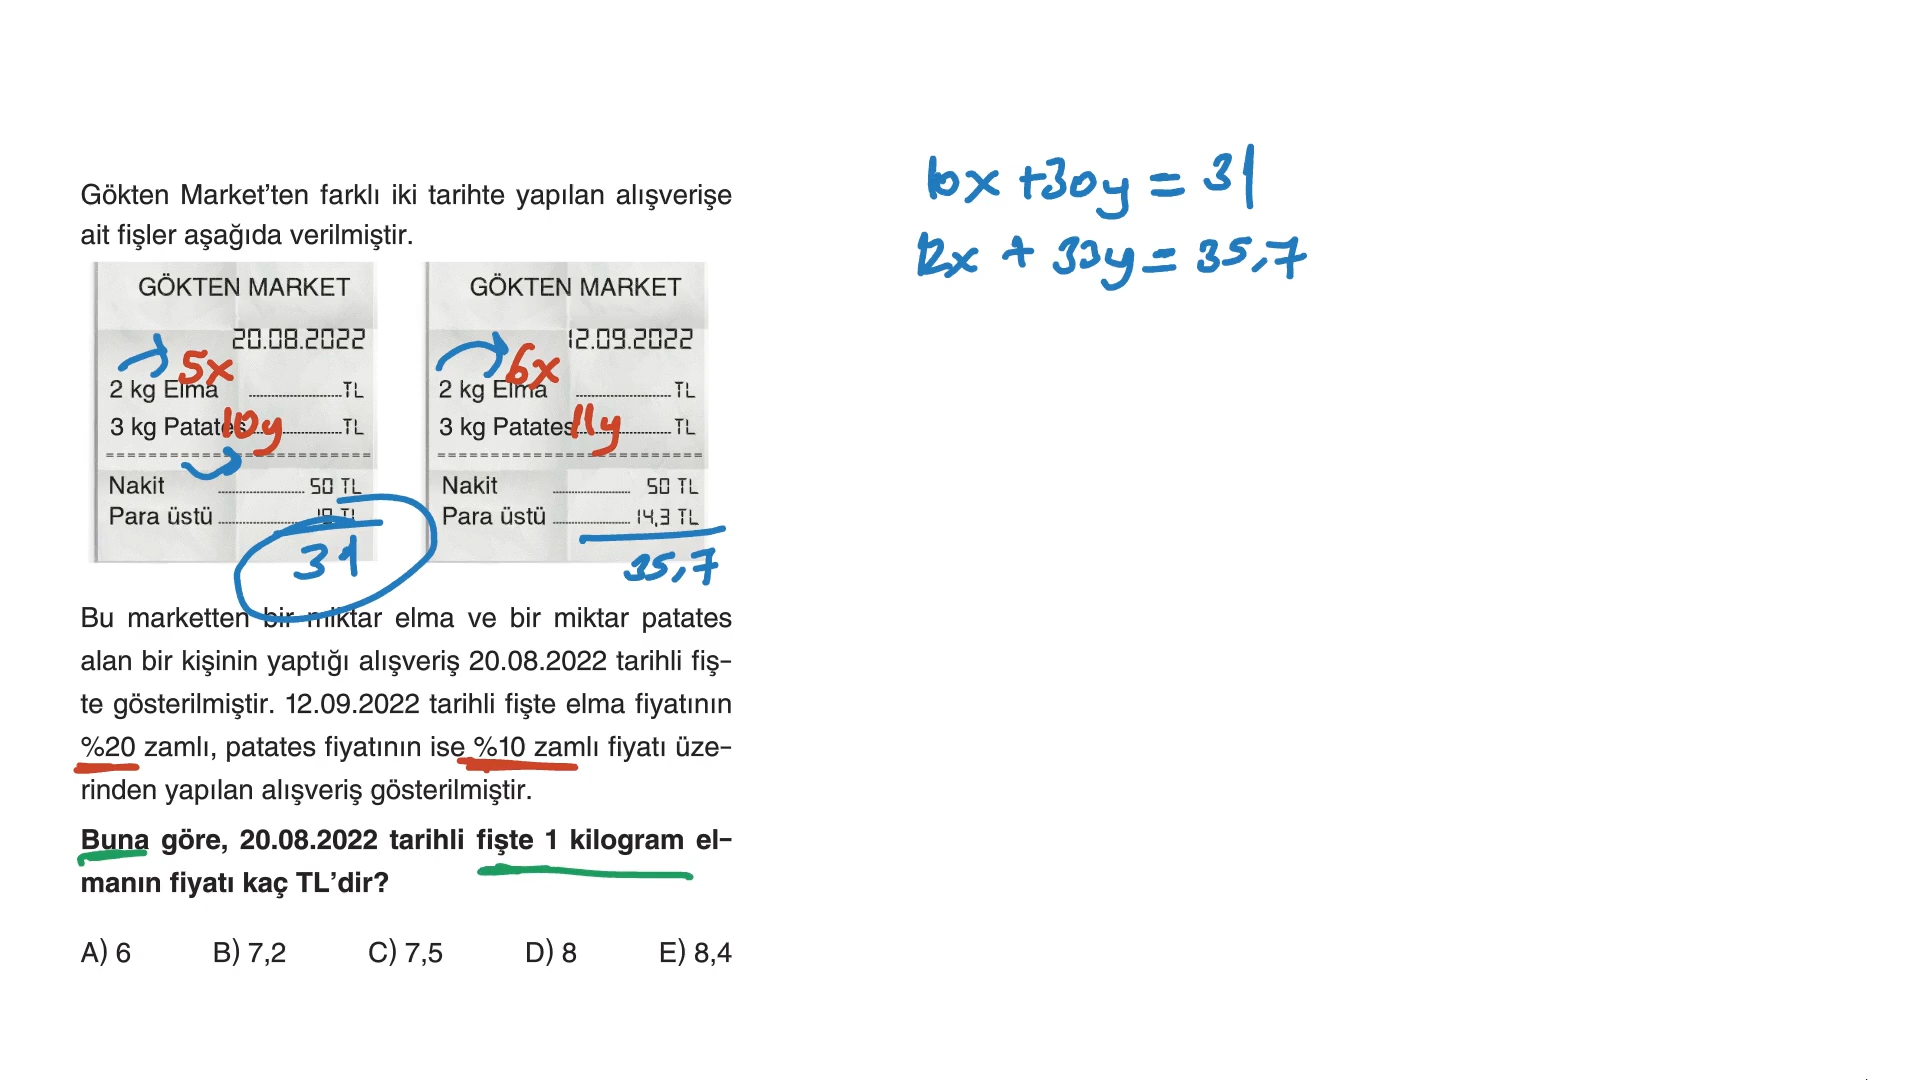 Gökten Market’ten farklı iki tarihte yapılan alışverişe
ait fişler aşağıda verilmiştir.
GÖKTEN MARKET
20.08.2022
5x
2 kg Elma ........ TL
10y
3 kg Patates ........ TL
Nakit ........ 50 TL
Para üstü ........ TL
31
GÖKTEN MARKET
12.09.2022
6x
2 kg Elma ........ TL
11y
3 kg Patates ........ TL
Nakit ........ 50 TL
Para üstü ........ 14,3 TL
35,7
Bu marketten bir miktar elma ve bir miktar patates
alan bir kişinin yaptığı alışveriş 20.08.2022 tarihli fiş-
te gösterilmiştir. 12.09.2022 tarihli fişte elma fiyatının
%20 zamlı, patates fiyatının ise %10 zamlı fiyatı üze-
rinden yapılan alışveriş gösterilmiştir.
Buna göre, 20.08.2022 tarihli fişte 1 kilogram el-
manın fiyatı kaç TL’dir?
A) 6 B) 7,2 C) 7,5 D) 8 E) 8,4
10x + 30y = 31
12x + 33y = 35,7